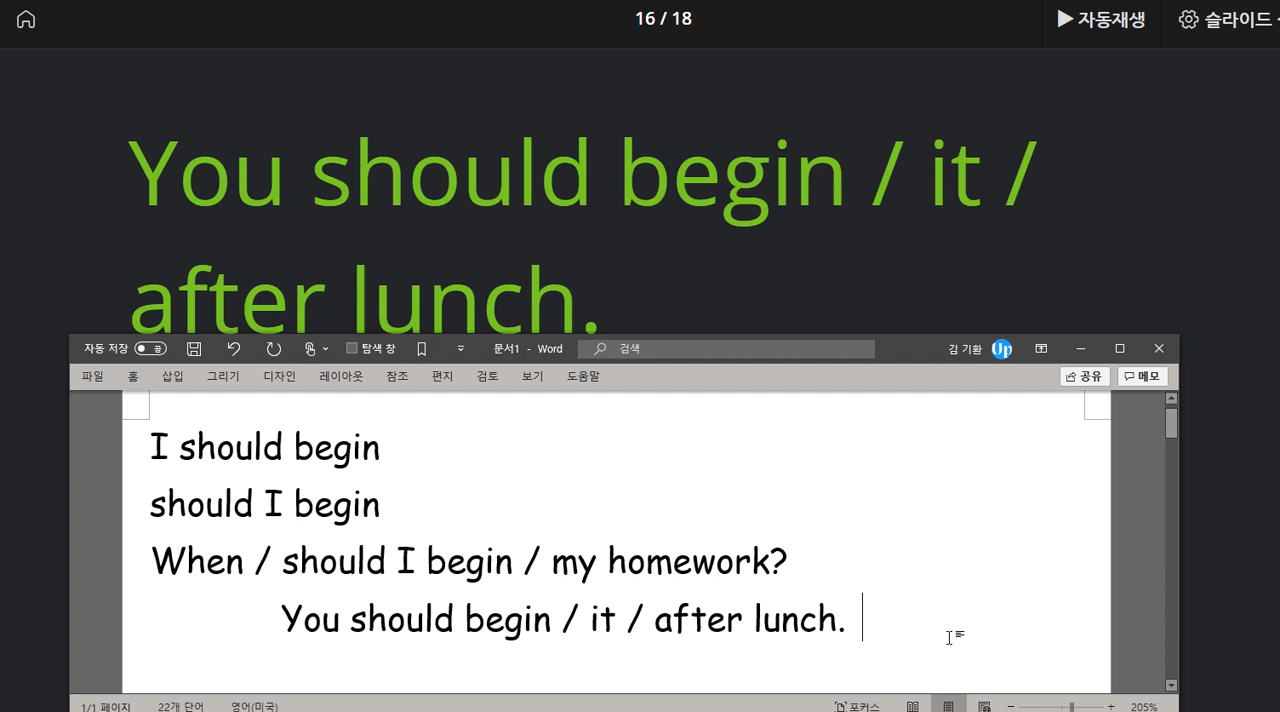 16 / 18
▶ 자동재생
슬라이드
You should begin / it /
after lunch.
자동 저장 끔 탐색 창 문서1 - Word 검색 김 기환 Up
파일 홈 삽입 그리기 디자인 레이아웃 참조 편지 검토 보기 도움말 공유 메모
I should begin
should I begin
When / should I begin / my homework?
You should begin / it / after lunch.
1/1 페이지 22개 단어 영어(미국) 포커스 205%